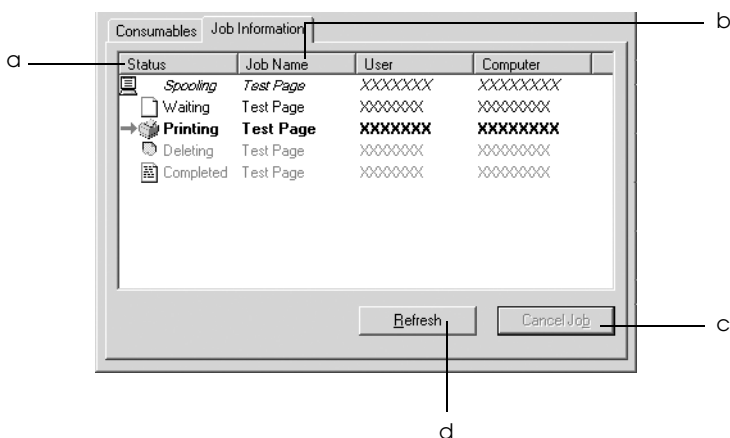 b
Consumables Job Information
a
Status Job Name User Computer
Spooling Test Page XXXXXXX XXXXXXXX
Waiting Test Page XXXXXXX XXXXXXXX
Printing Test Page XXXXXXX XXXXXXXX
Deleting Test Page XXXXXXX XXXXXXXX
Completed Test Page XXXXXXX XXXXXXXX
Refresh Cancel Job
c
d